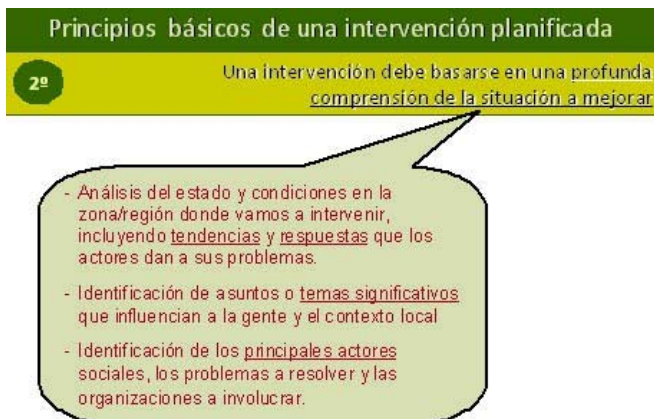 Principios básicos de una intervención planificada
2º
Una intervención debe basarse en una profunda
comprensión de la situación a mejorar
- Análisis del estado y condiciones en la
zona/región donde vamos a intervenir,
incluyendo tendencias y respuestas que los
actores dan a sus problemas.
- Identificación de asuntos o temas significativos
que influencian a la gente y el contexto local
- Identificación de los principales actores
sociales, los problemas a resolver y las
organizaciones a involucrar.